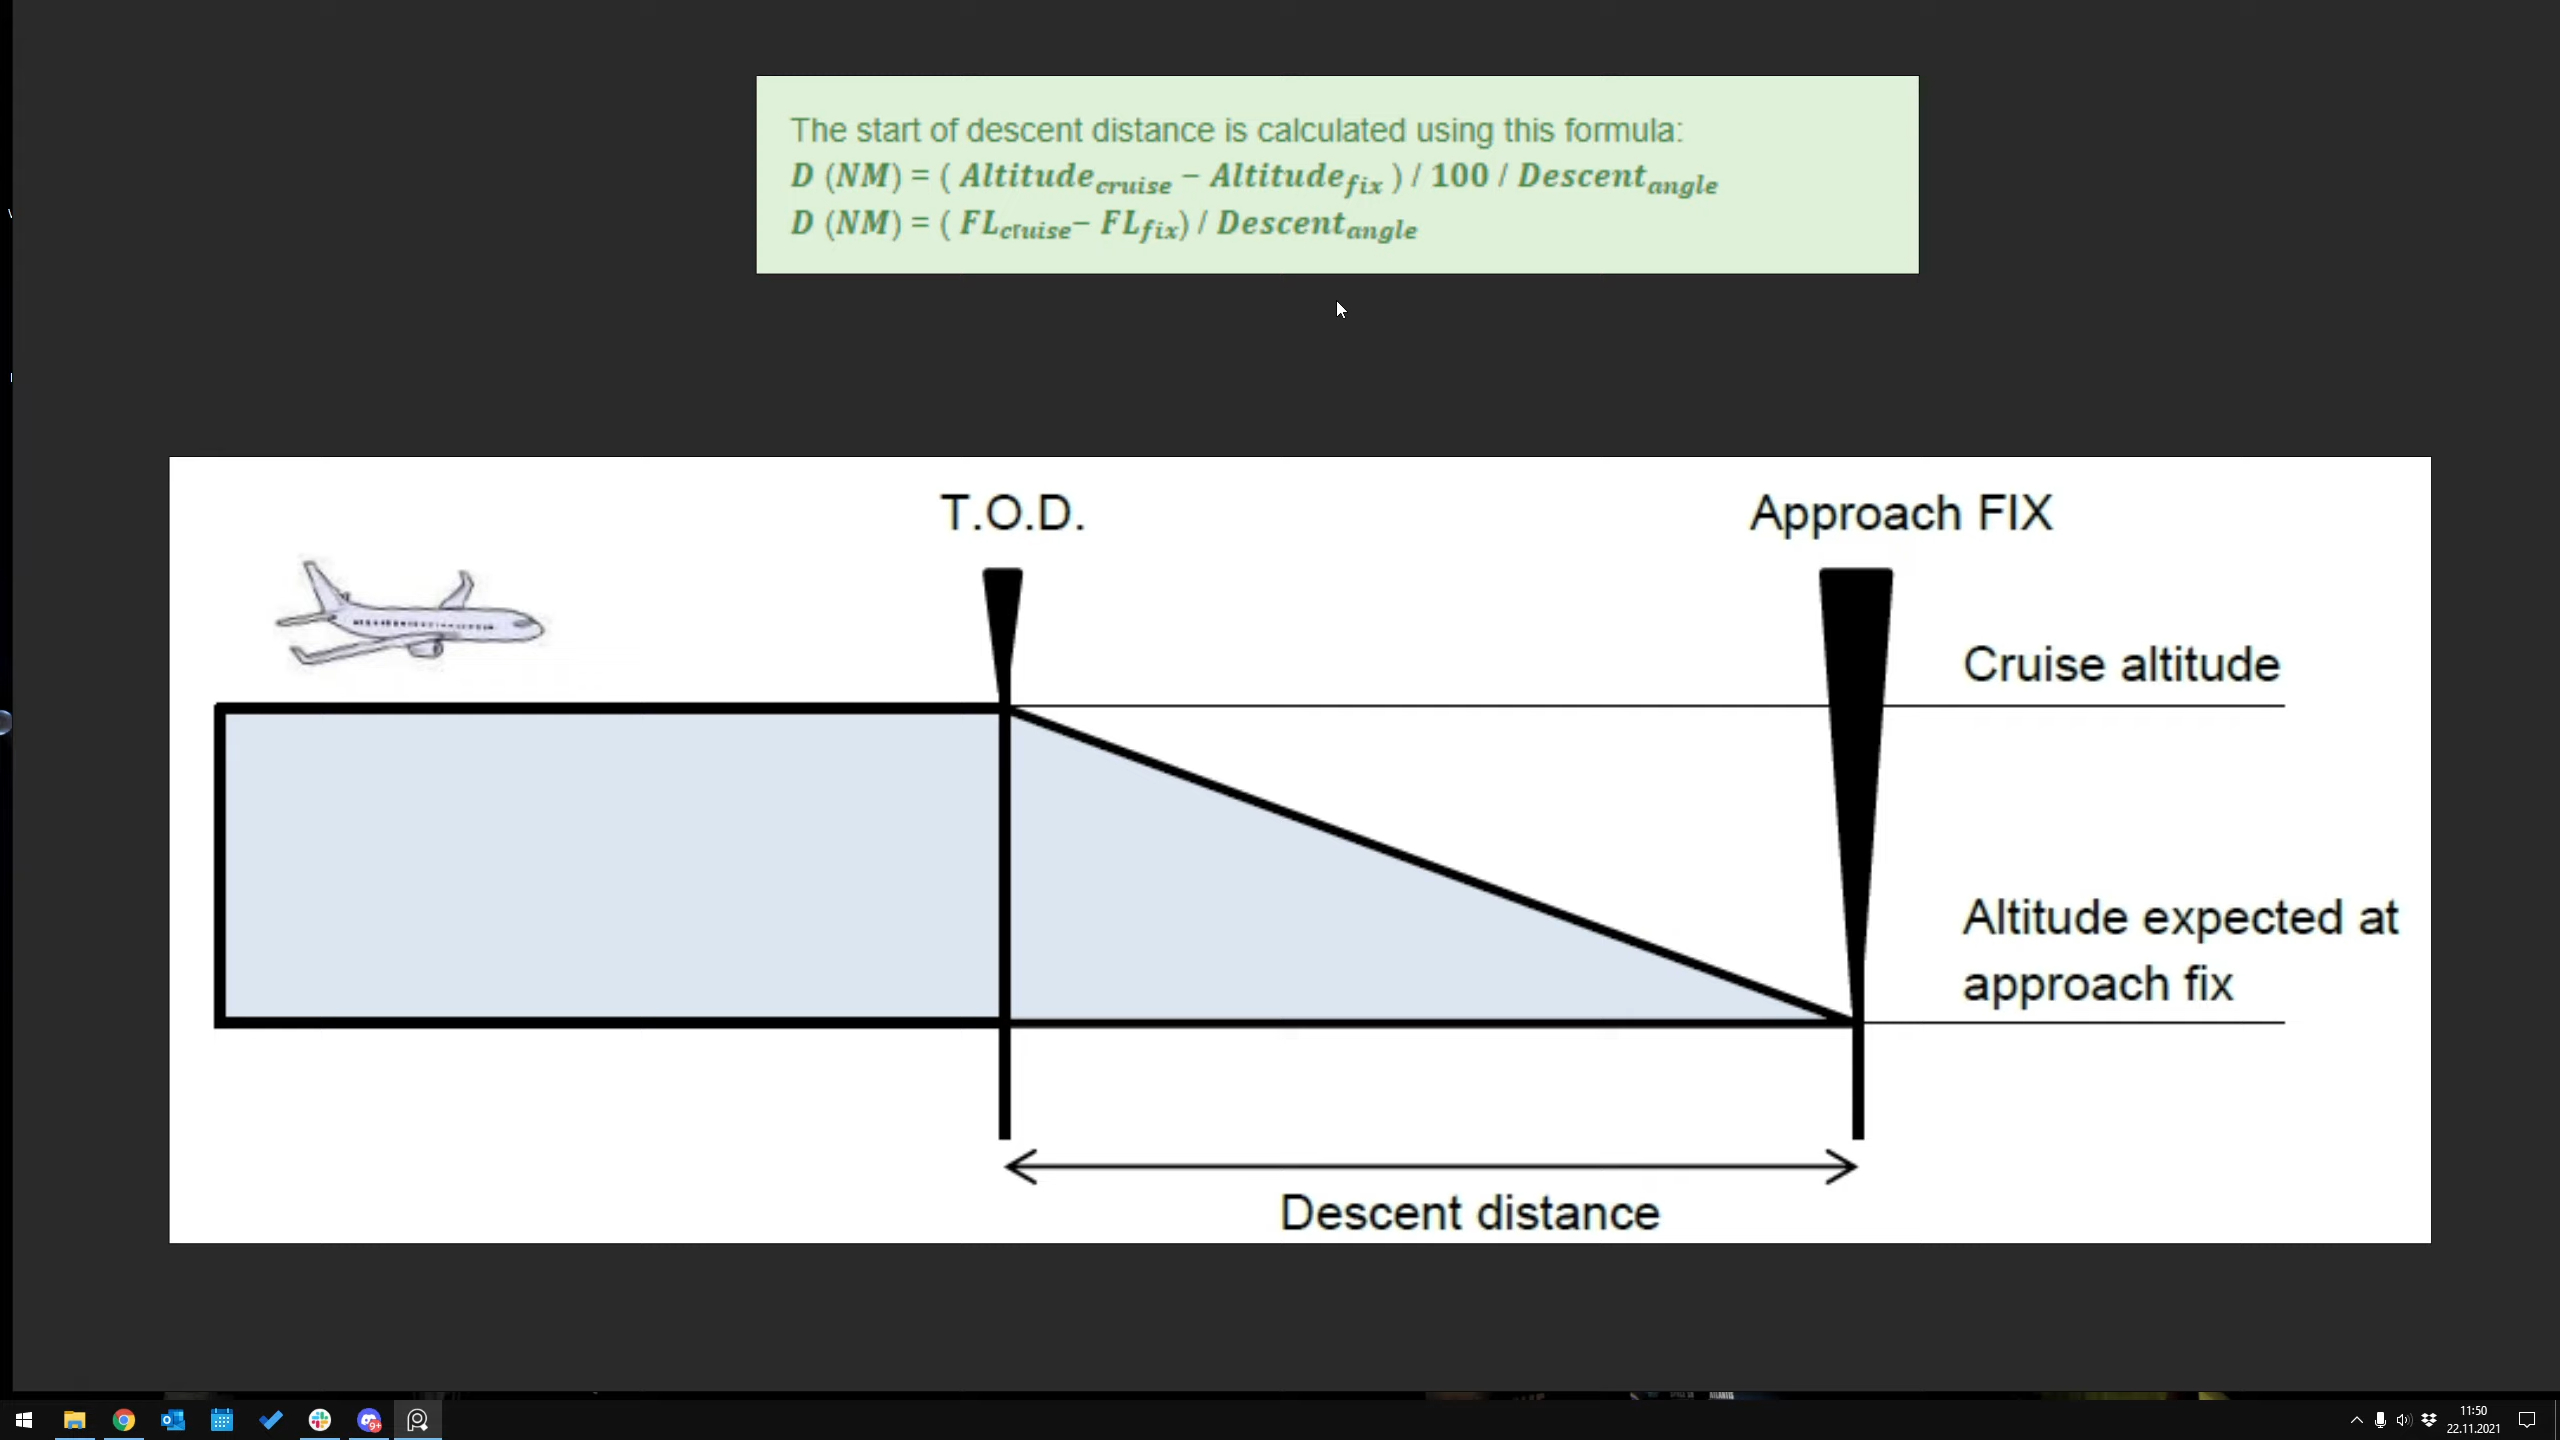 The start of descent distance is calculated using this formula:
D (NM) = ( Altitude_cruise − Altitude_fix ) / 100 / Descent_angle
D (NM) = ( FL_cruise − FL_fix) / Descent_angle
T.O.D.
Approach FIX
Cruise altitude
Altitude expected at
approach fix
Descent distance
9+
11:50
22.11.2021